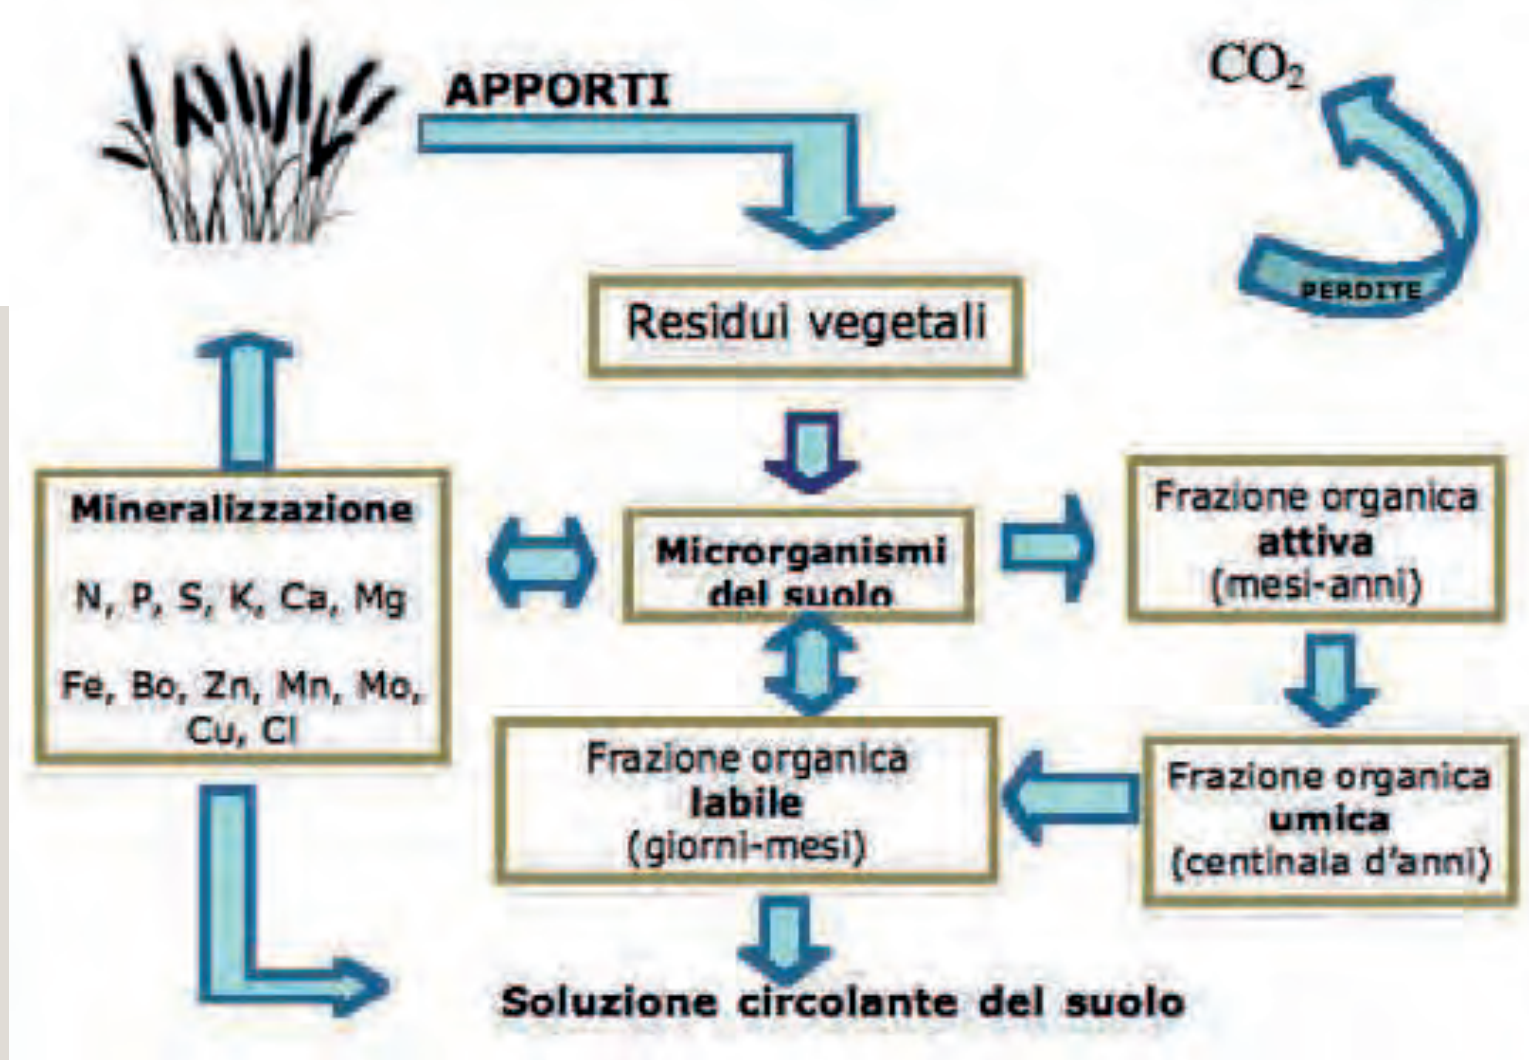 APPORTI
CO₂
PERDITE
Residui vegetali
Mineralizzazione
N, P, S, K, Ca, Mg
Fe, Bo, Zn, Mn, Mo,
Cu, Cl
Microrganismi
del suolo
Frazione organica
attiva
(mesi-anni)
Frazione organica
labile
(giorni-mesi)
Frazione organica
umica
(centinaia d'anni)
Soluzione circolante del suolo